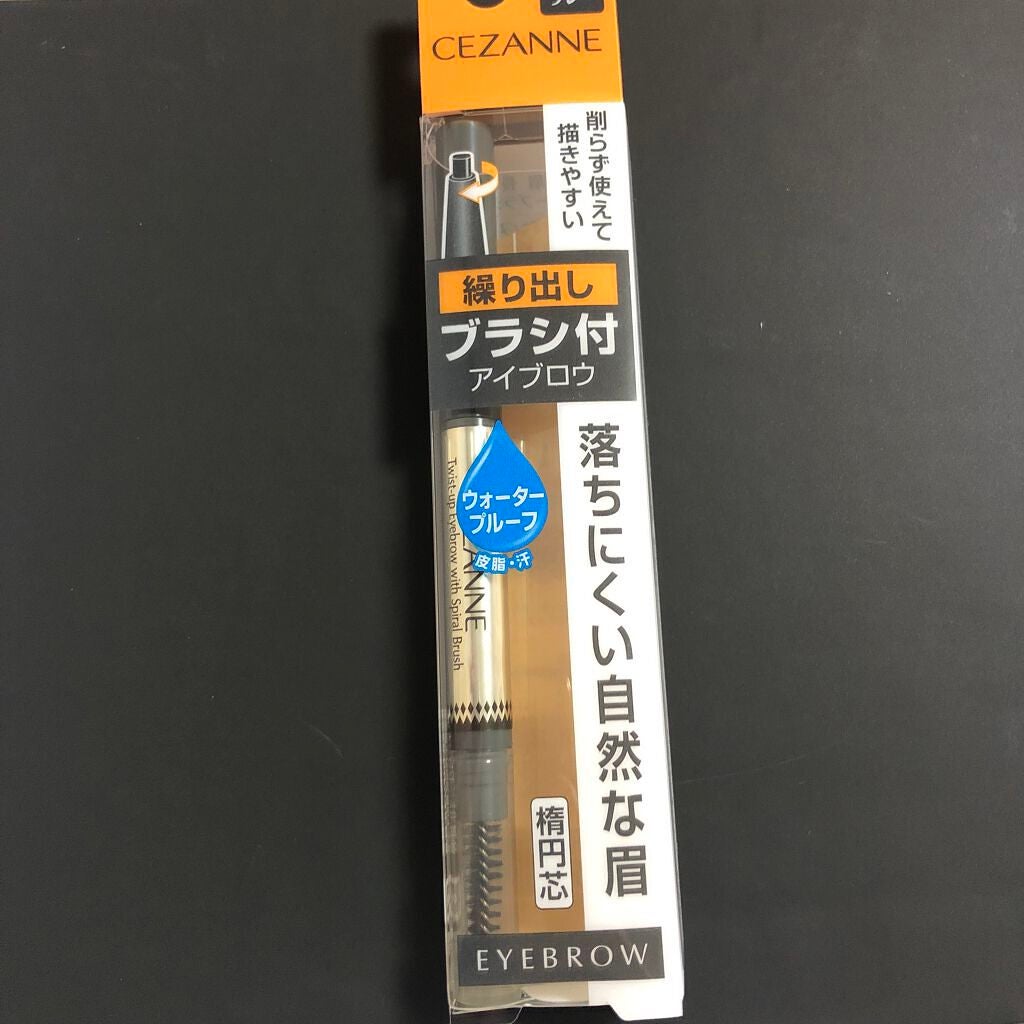 CEZANNE
削らず使えて
描きやすい
繰り出し
ブラシ付
アイブロウ
ウォーター
プルーフ
皮脂・汗
ANNE
Twist-up Eyebrow with Spiral Brush
落ちにくい自然な眉
楕円芯
EYEBROW